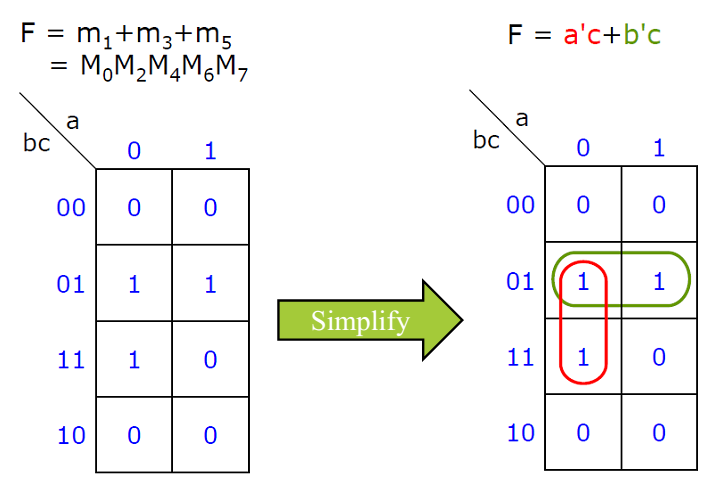 F = m₁+m₃+m₅
= M₀M₂M₄M₆M₇
a
bc
0 1
00 0 0
01 1 1
11 1 0
10 0 0
Simplify
F = a'c+b'c
a
bc
0 1
00 0 0
01 1 1
11 1 0
10 0 0